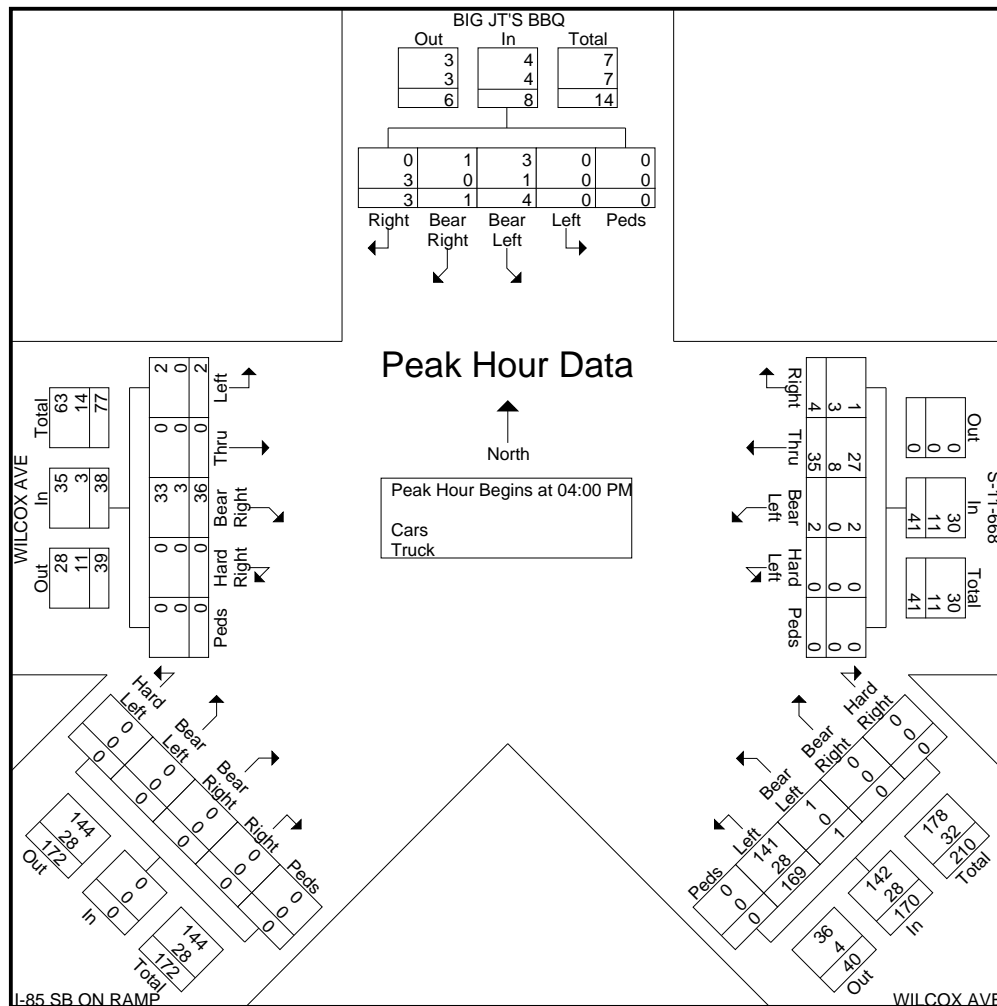 BIG JT'S BBQ
Out In Total
3 4 7
3 4 7
6 8 14
0 1 3 0 0
3 0 1 0 0
3 1 4 0 0
Right Bear Right Bear Left Left Peds
Peak Hour Data
North
Peak Hour Begins at 04:00 PM
Cars
Truck
WILCOX AVE
Total In Out
63 35 28
14 3 11
77 38 39
2 0 33 0 0
0 0 3 0 0
2 0 36 0 0
Left Thru Bear Right Hard Right Peds
S-11-668
Out In Total
0 30 30
0 11 11
0 41 41
1 27 2 0 0
3 8 0 0 0
4 35 2 0 0
Right Thru Bear Left Hard Left Peds
Hard Left Bear Left Bear Right Right Peds
0 0 0 0 0
0 0 0 0 0
0 0 0 0 0
144 0 144
28 0 28
172 0 172
Out In Total
I-85 SB ON RAMP
Peds Left Bear Left Bear Right Hard Right
0 141 1 0 0
0 28 0 0 0
0 169 1 0 0
36 142 178
4 28 32
40 170 210
Out In Total
WILCOX AVE